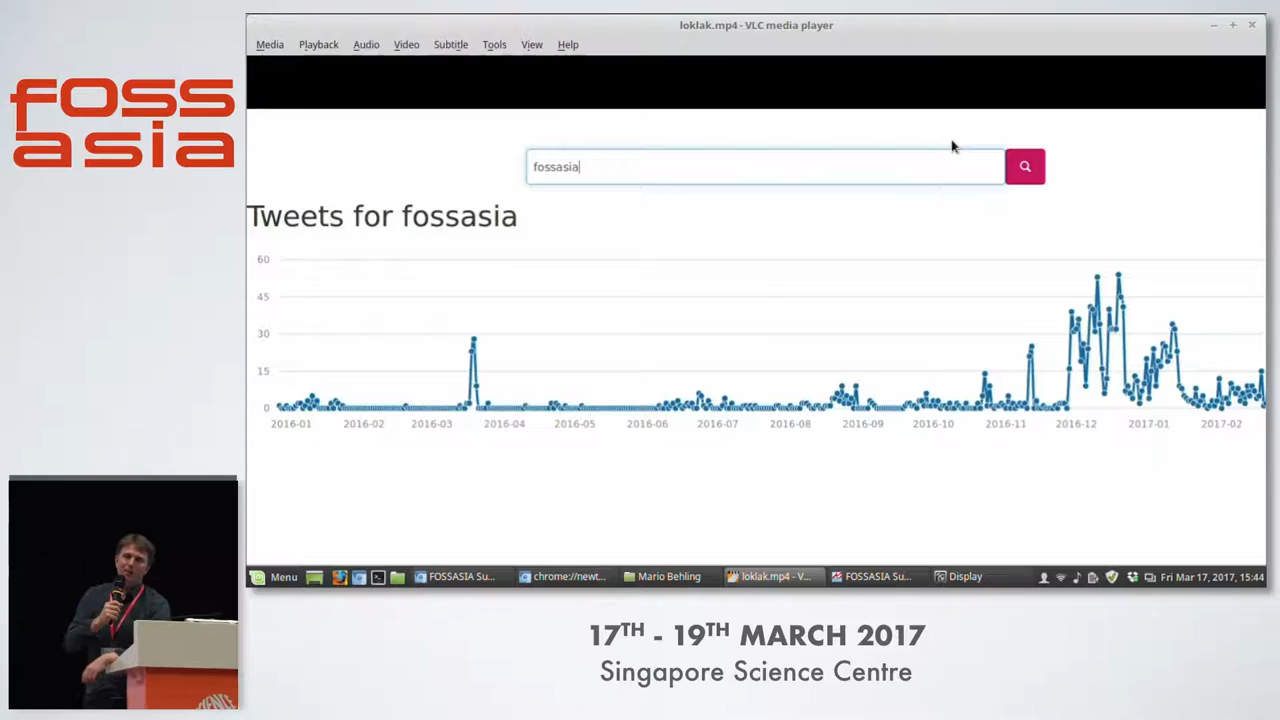 foss
asia
loklak.mp4 - VLC media player
Media Playback Audio Video Subtitle Tools View Help
fossasia
Tweets for fossasia
60
45
30
15
0
2016-01 2016-02 2016-03 2016-04 2016-05 2016-06 2016-07 2016-08 2016-09 2016-10 2016-11 2016-12 2017-01 2017-02
Menu FOSSASIA Su... chrome://newt... Mario Behling loklak.mp4 - V... FOSSASIA Su... Display Fri Mar 17, 2017, 15:44
17TH - 19TH MARCH 2017
Singapore Science Centre